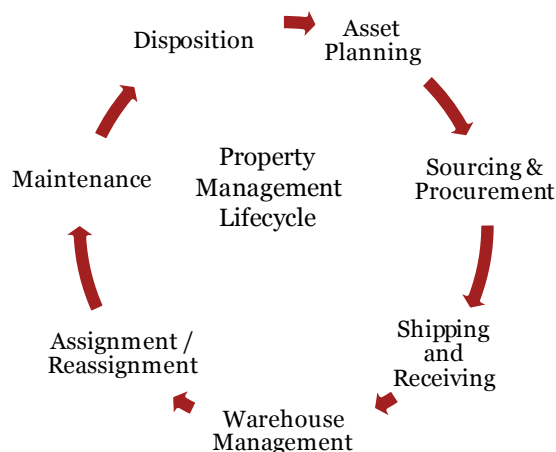 Disposition
Asset
Planning
Sourcing &
Procurement
Shipping
and
Receiving
Warehouse
Management
Assignment /
Reassignment
Maintenance
Property
Management
Lifecycle